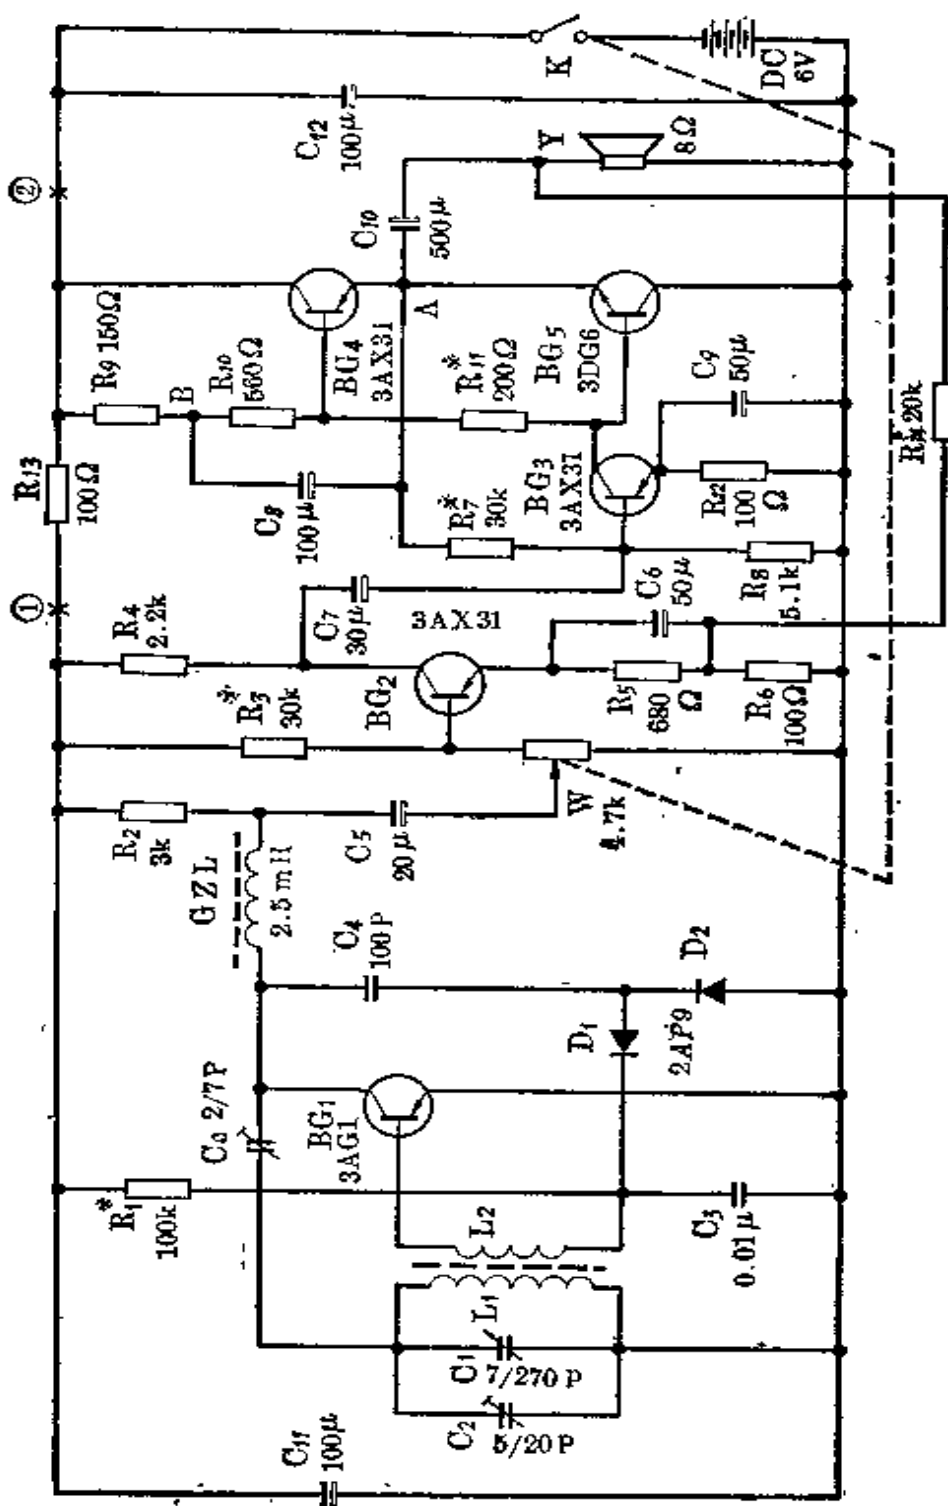 C₁₁
100μ
C₂
5/20P
C₁
7/270 P
L₁
L₂
R₁*
100k
C₃
0.01μ
Ca 2/7P
BG₁
3AG1
D₁
D₂
2AP9
C₄
100P
GZL
2.5mH
R₂
3k
C₅
20μ
W
4.7k
R₃*
30k
BG₂
3AX31
R₄
2.2k
R₅
680
Ω
R₆
100Ω
C₆
50μ
C₇
30μ
①
R₁₃
100Ω
R₇*
30k
R₈
5.1k
C₈
100μ
R₉ 150Ω
B
R₁₀
560Ω
BG₄
3AX31
R₁₁*
200Ω
BG₃
3AX31
R₁₂
100
Ω
C₉
50μ
BG₅
3DG6
A
②
C₁₀
500μ
C₁₂
100μ
Y
8Ω
K
DC
6V
20k